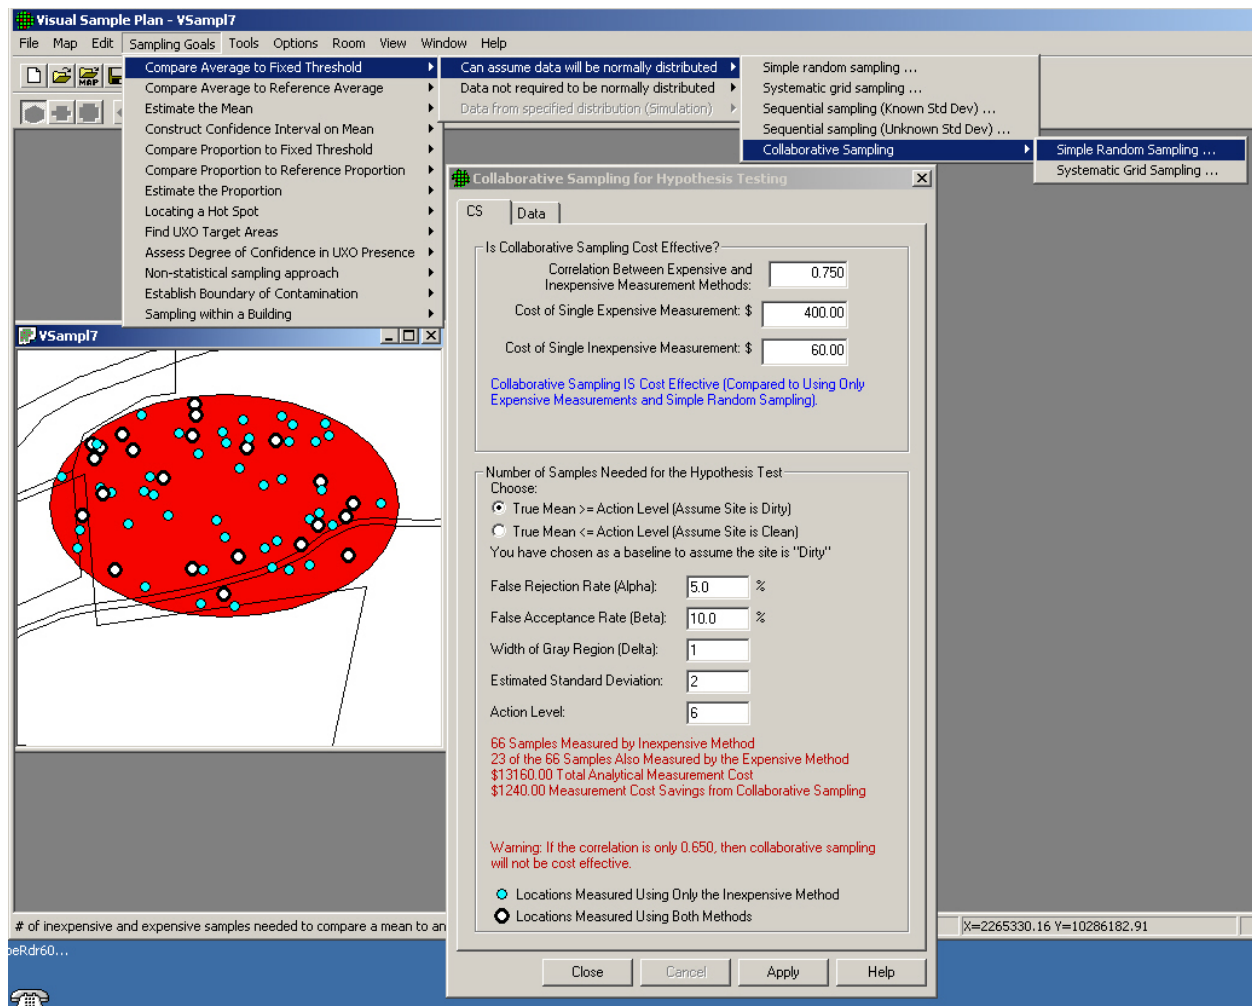 Visual Sample Plan - VSampl7
File Map Edit Sampling Goals Tools Options Room View Window Help
Compare Average to Fixed Threshold
Compare Average to Reference Average
Estimate the Mean
Construct Confidence Interval on Mean
Compare Proportion to Fixed Threshold
Compare Proportion to Reference Proportion
Estimate the Proportion
Locating a Hot Spot
Find UXO Target Areas
Assess Degree of Confidence in UXO Presence
Non-statistical sampling approach
Establish Boundary of Contamination
Sampling within a Building
Can assume data will be normally distributed
Data not required to be normally distributed
Data from specified distribution (Simulation)
Simple random sampling ...
Systematic grid sampling ...
Sequential sampling (Known Std Dev) ...
Sequential sampling (Unknown Std Dev) ...
Collaborative Sampling
Simple Random Sampling ...
Systematic Grid Sampling ...
MAP
VSampl7
Collaborative Sampling for Hypothesis Testing
CS Data
Is Collaborative Sampling Cost Effective?
Correlation Between Expensive and
Inexpensive Measurement Methods: 0.750
Cost of Single Expensive Measurement: $ 400.00
Cost of Single Inexpensive Measurement: $ 60.00
Collaborative Sampling IS Cost Effective (Compared to Using Only
Expensive Measurements and Simple Random Sampling).
Number of Samples Needed for the Hypothesis Test
Choose:
True Mean >= Action Level (Assume Site is Dirty)
True Mean <= Action Level (Assume Site is Clean)
You have chosen as a baseline to assume the site is "Dirty"
False Rejection Rate (Alpha): 5.0 %
False Acceptance Rate (Beta): 10.0 %
Width of Gray Region (Delta): 1
Estimated Standard Deviation: 2
Action Level: 6
66 Samples Measured by Inexpensive Method
23 of the 66 Samples Also Measured by the Expensive Method
$13160.00 Total Analytical Measurement Cost
$1240.00 Measurement Cost Savings from Collaborative Sampling
Warning: If the correlation is only 0.650, then collaborative sampling
will not be cost effective.
Locations Measured Using Only the Inexpensive Method
Locations Measured Using Both Methods
Close Cancel Apply Help
# of inexpensive and expensive samples needed to compare a mean to an
X=2265330.16 Y=10286182.91
oeRdr60...